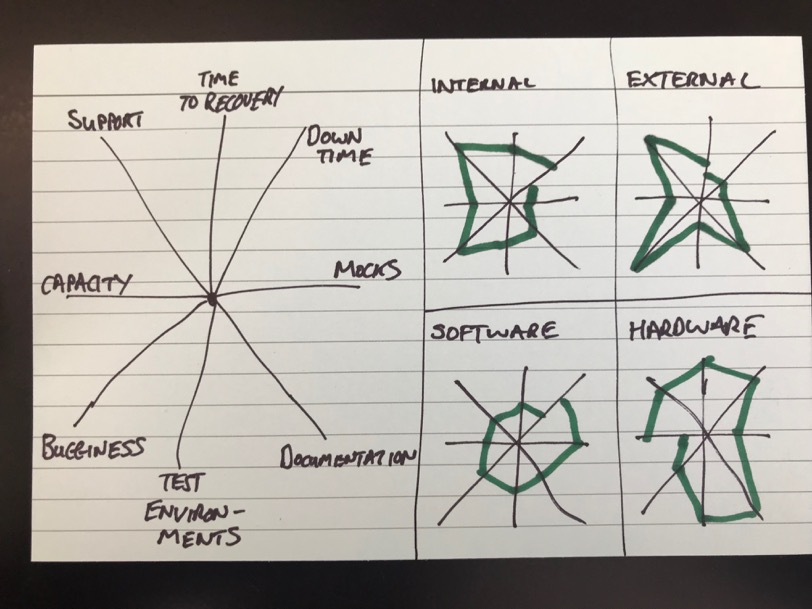 TIME
TO RECOVERY
SUPPORT
DOWN
TIME
CAPACITY
MOCKS
BUGGINESS
TEST
ENVIRON-
MENTS
DOCUMENTATION
INTERNAL
EXTERNAL
SOFTWARE
HARDWARE